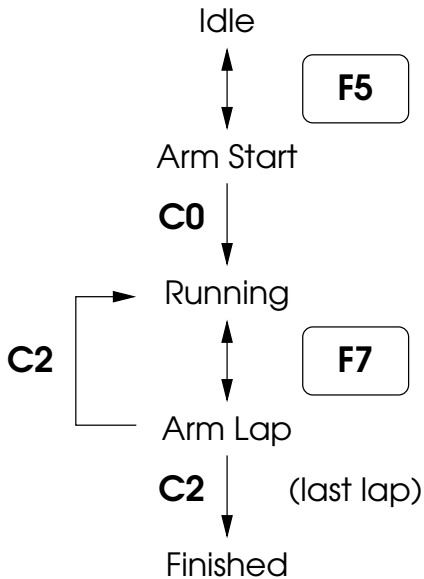 Idle
F5
Arm Start
C0
Running
C2
F7
Arm Lap
C2 (last lap)
Finished